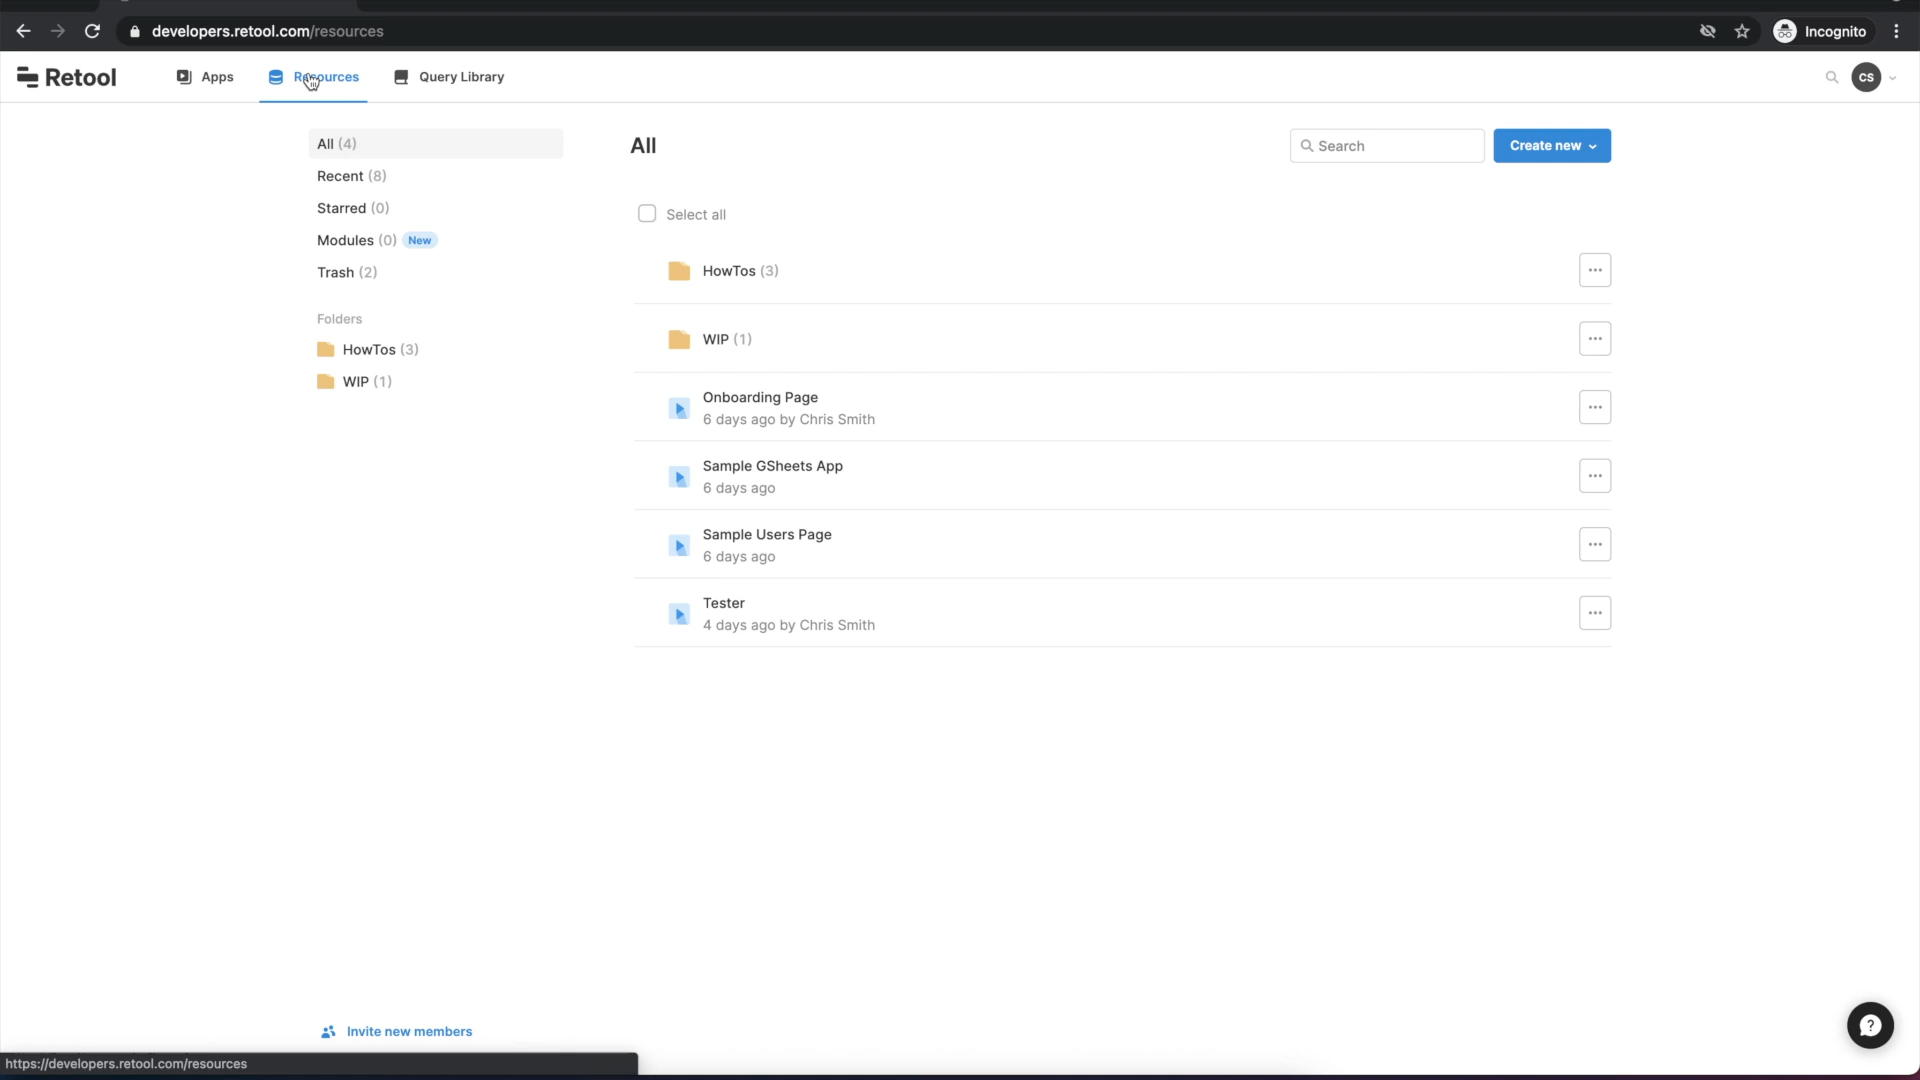 developers.retool.com/resources
Incognito
Retool
Apps
Resources
Query Library
CS
All (4)
Recent (8)
Starred (0)
Modules (0) New
Trash (2)
Folders
HowTos (3)
WIP (1)
All
Search
Create new
Select all
HowTos (3)
WIP (1)
Onboarding Page
6 days ago by Chris Smith
Sample GSheets App
6 days ago
Sample Users Page
6 days ago
Tester
4 days ago by Chris Smith
Invite new members
https://developers.retool.com/resources